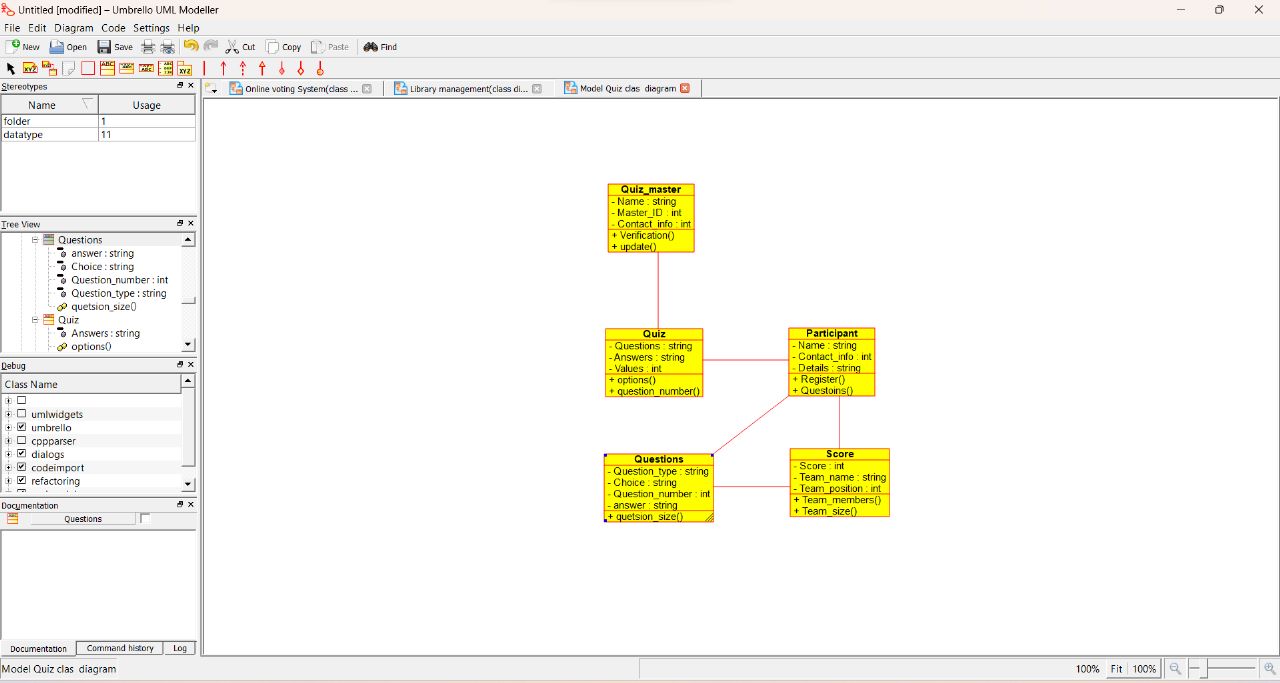 Untitled [modified] – Umbrello UML Modeller
File Edit Diagram Code Settings Help
New Open Save Cut Copy Paste Find
Stereotypes
Name Usage
folder 1
datatype 11
Tree View
Questions
answer : string
Choice : string
Question_number : int
Question_type : string
quetsion_size()
Quiz
Answers : string
options()
Debug
Class Name
umlwidgets
umbrello
cppparser
dialogs
codeimport
refactoring
Documentation
Questions
Documentation Command history Log
Online voting System(class ... Library management(class di... Model Quiz clas diagram
Quiz_master
- Name : string
- Master_ID : int
- Contact_info : int
+ Verification()
+ update()
Quiz
- Questions : string
- Answers : string
- Values : int
+ options()
+ question_number()
Participant
- Name : string
- Contact_info : int
- Details : string
+ Register()
+ Questoins()
Questions
- Question_type : string
- Choice : string
- Question_number : int
- answer : string
+ quetsion_size()
Score
- Score : int
- Team_name : string
- Team_position : int
+ Team_members()
+ Team_size()
Model Quiz clas diagram
100% Fit 100%